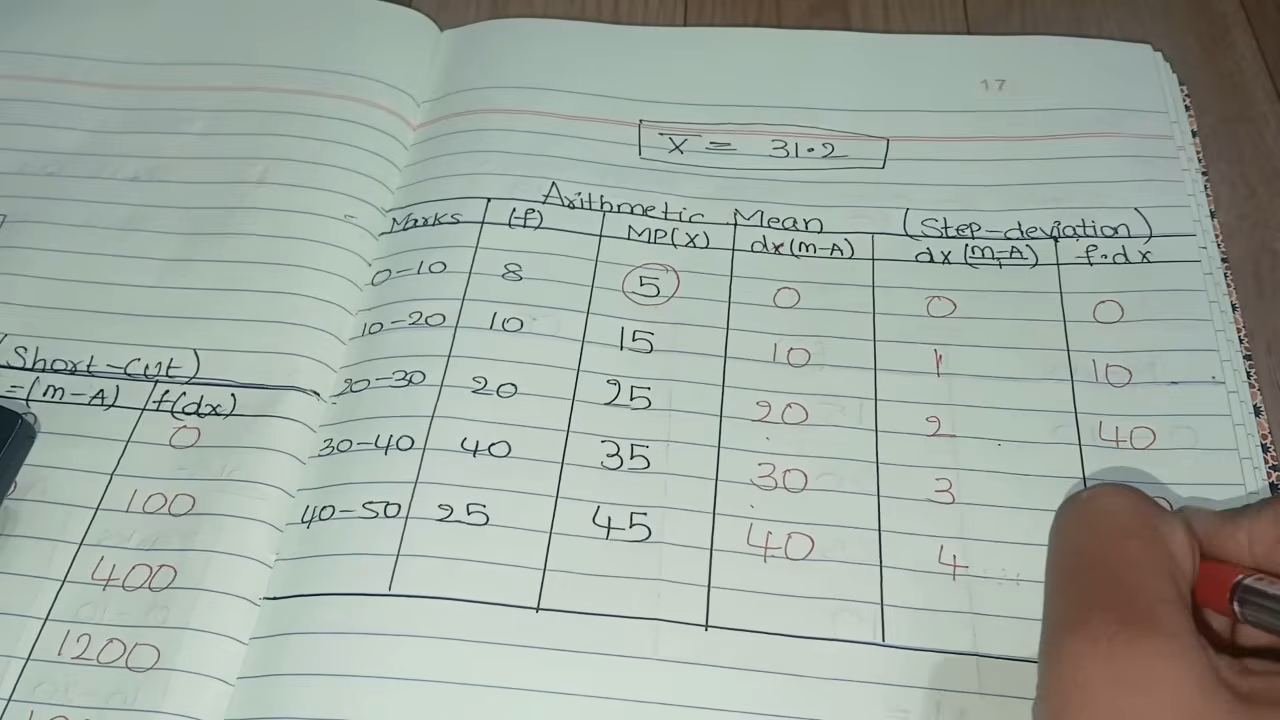 17
X̅ = 31.2
Arithmetic Mean (Step-deviation)
Marks (f) MP(X) dx(m-A) dx(m-A/i) f.dx
0-10 8 5 0 0 0
10-20 10 15 10 1 10
20-30 20 25 20 2 40
30-40 40 35 30 3
40-50 25 45 40 4
(Short-cut)
=(m-A) f(dx)
0
100
400
1200